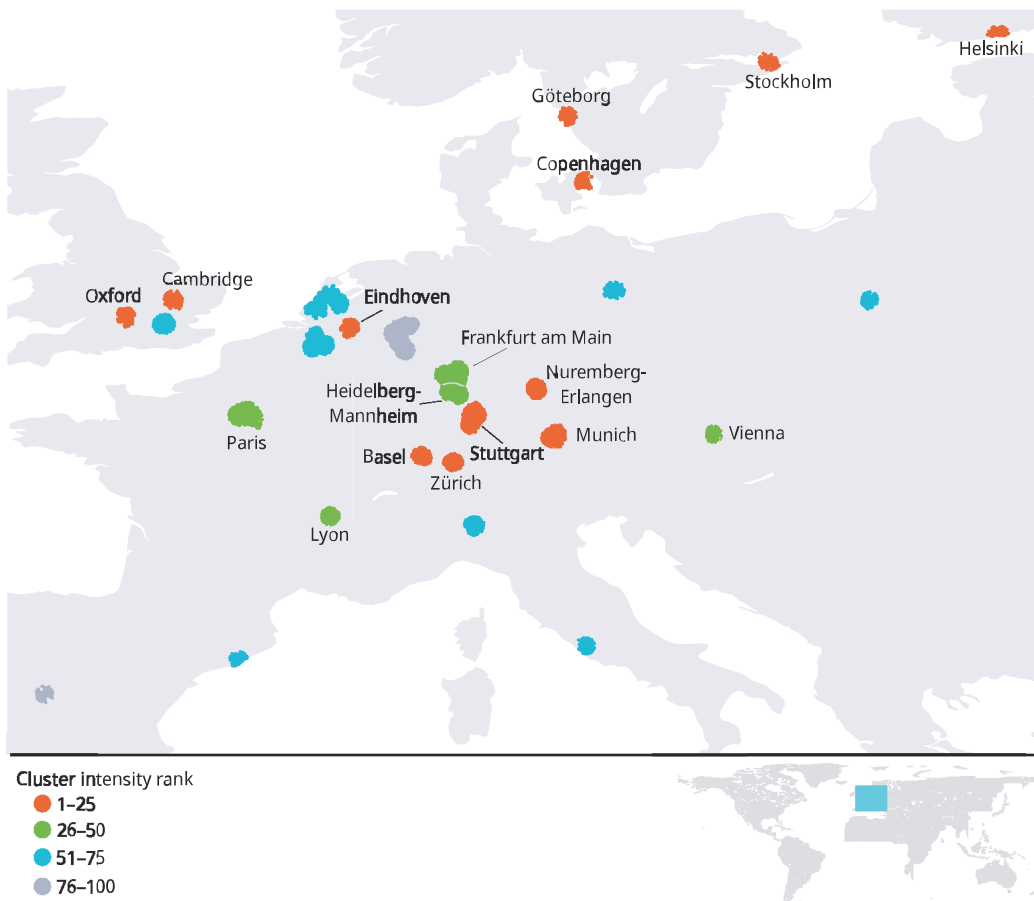 Helsinki
Stockholm
Göteborg
Copenhagen
Cambridge
Oxford
Eindhoven
Frankfurt am Main
Nuremberg-
Erlangen
Heidelberg-
Mannheim
Paris
Munich
Vienna
Basel
Stuttgart
Zürich
Lyon
Cluster intensity rank
1–25
26–50
51–75
76–100